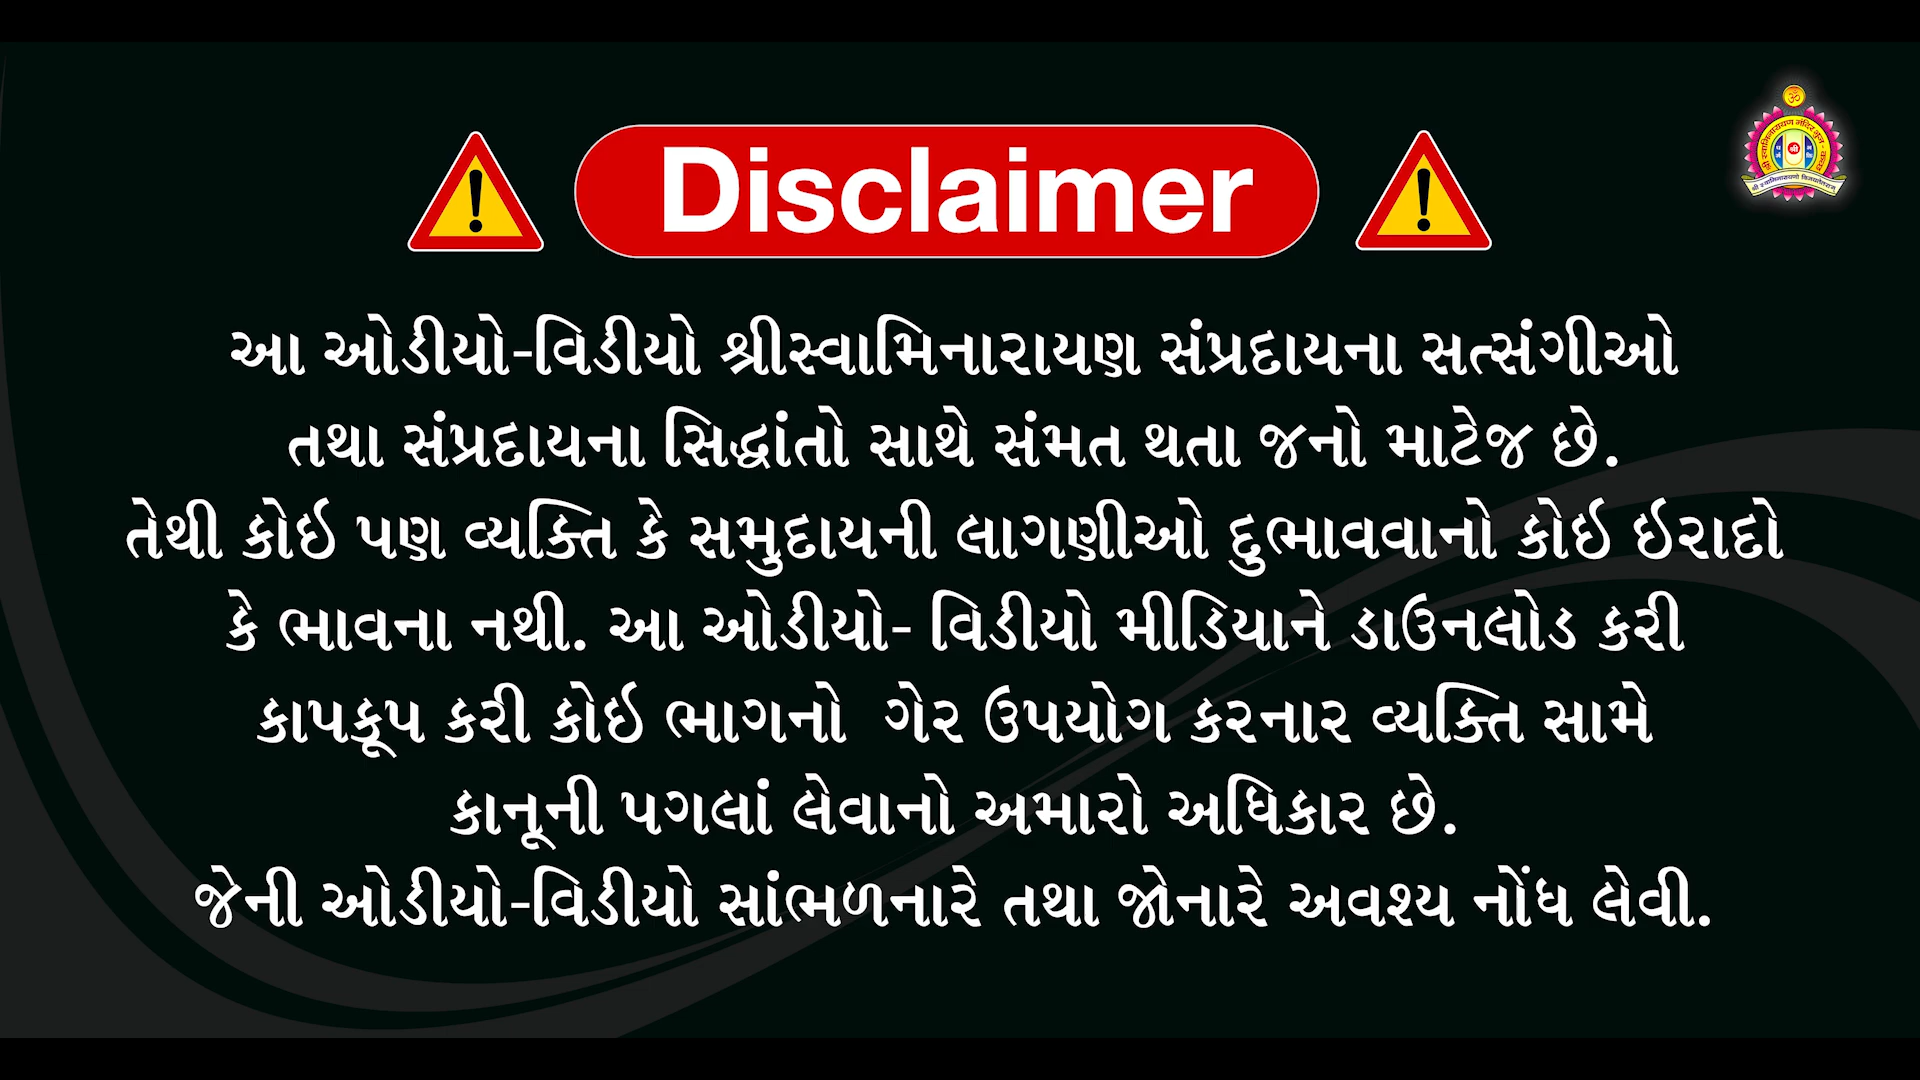 Disclaimer
આ ઓડીયો-વિડીયો શ્રીસ્વામિનારાયણ સંપ્રદાયના સત્સંગીઓ
તથા સંપ્રદાયના સિદ્ધાંતો સાથે સંમત થતા જનો માટેજ છે.
તેથી કોઇ પણ વ્યક્તિ કે સમુદાયની લાગણીઓ દુભાવવાનો કોઇ ઇરાદો
કે ભાવના નથી. આ ઓડીયો- વિડીયો મીડિયાને ડાઉનલોડ કરી
કાપકૂપ કરી કોઇ ભાગનો  ગેર ઉપયોગ કરનાર વ્યક્તિ સામે
કાનૂની પગલાં લેવાનો અમારો અધિકાર છે.
જેની ઓડીયો-વિડીયો સાંભળનારે તથા જોનારે અવશ્ય નોંધ લેવી.